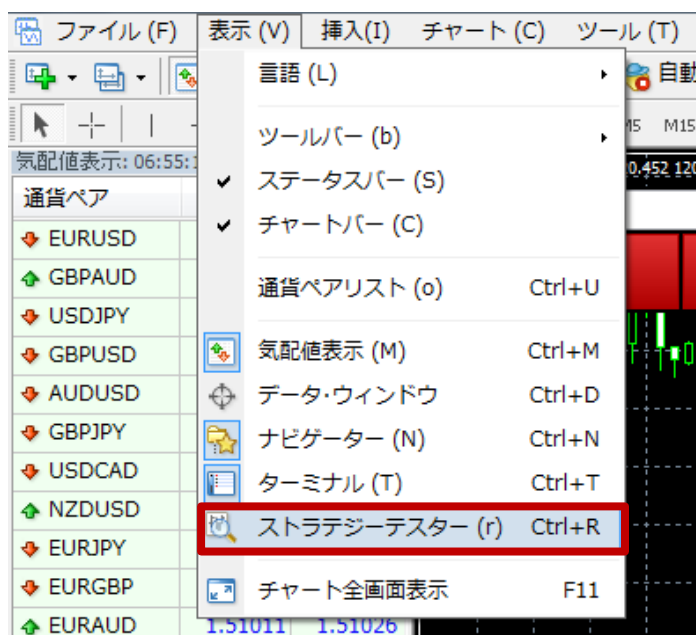 ファイル (F) 表示 (V) 挿入(I) チャート (C) ツール (T)
言語 (L)
自動
ツールバー (b)
M5 M15
気配値表示: 06:55:1
ステータスバー (S)
0.452 120
通貨ペア
チャートバー (C)
EURUSD
GBPAUD
通貨ペアリスト (o) Ctrl+U
USDJPY
GBPUSD
気配値表示 (M) Ctrl+M
AUDUSD
データ・ウィンドウ Ctrl+D
GBPJPY
ナビゲーター (N) Ctrl+N
USDCAD
ターミナル (T) Ctrl+T
NZDUSD
ストラテジーテスター (r) Ctrl+R
EURJPY
EURGBP
チャート全画面表示 F11
EURAUD 1.51011 1.51026